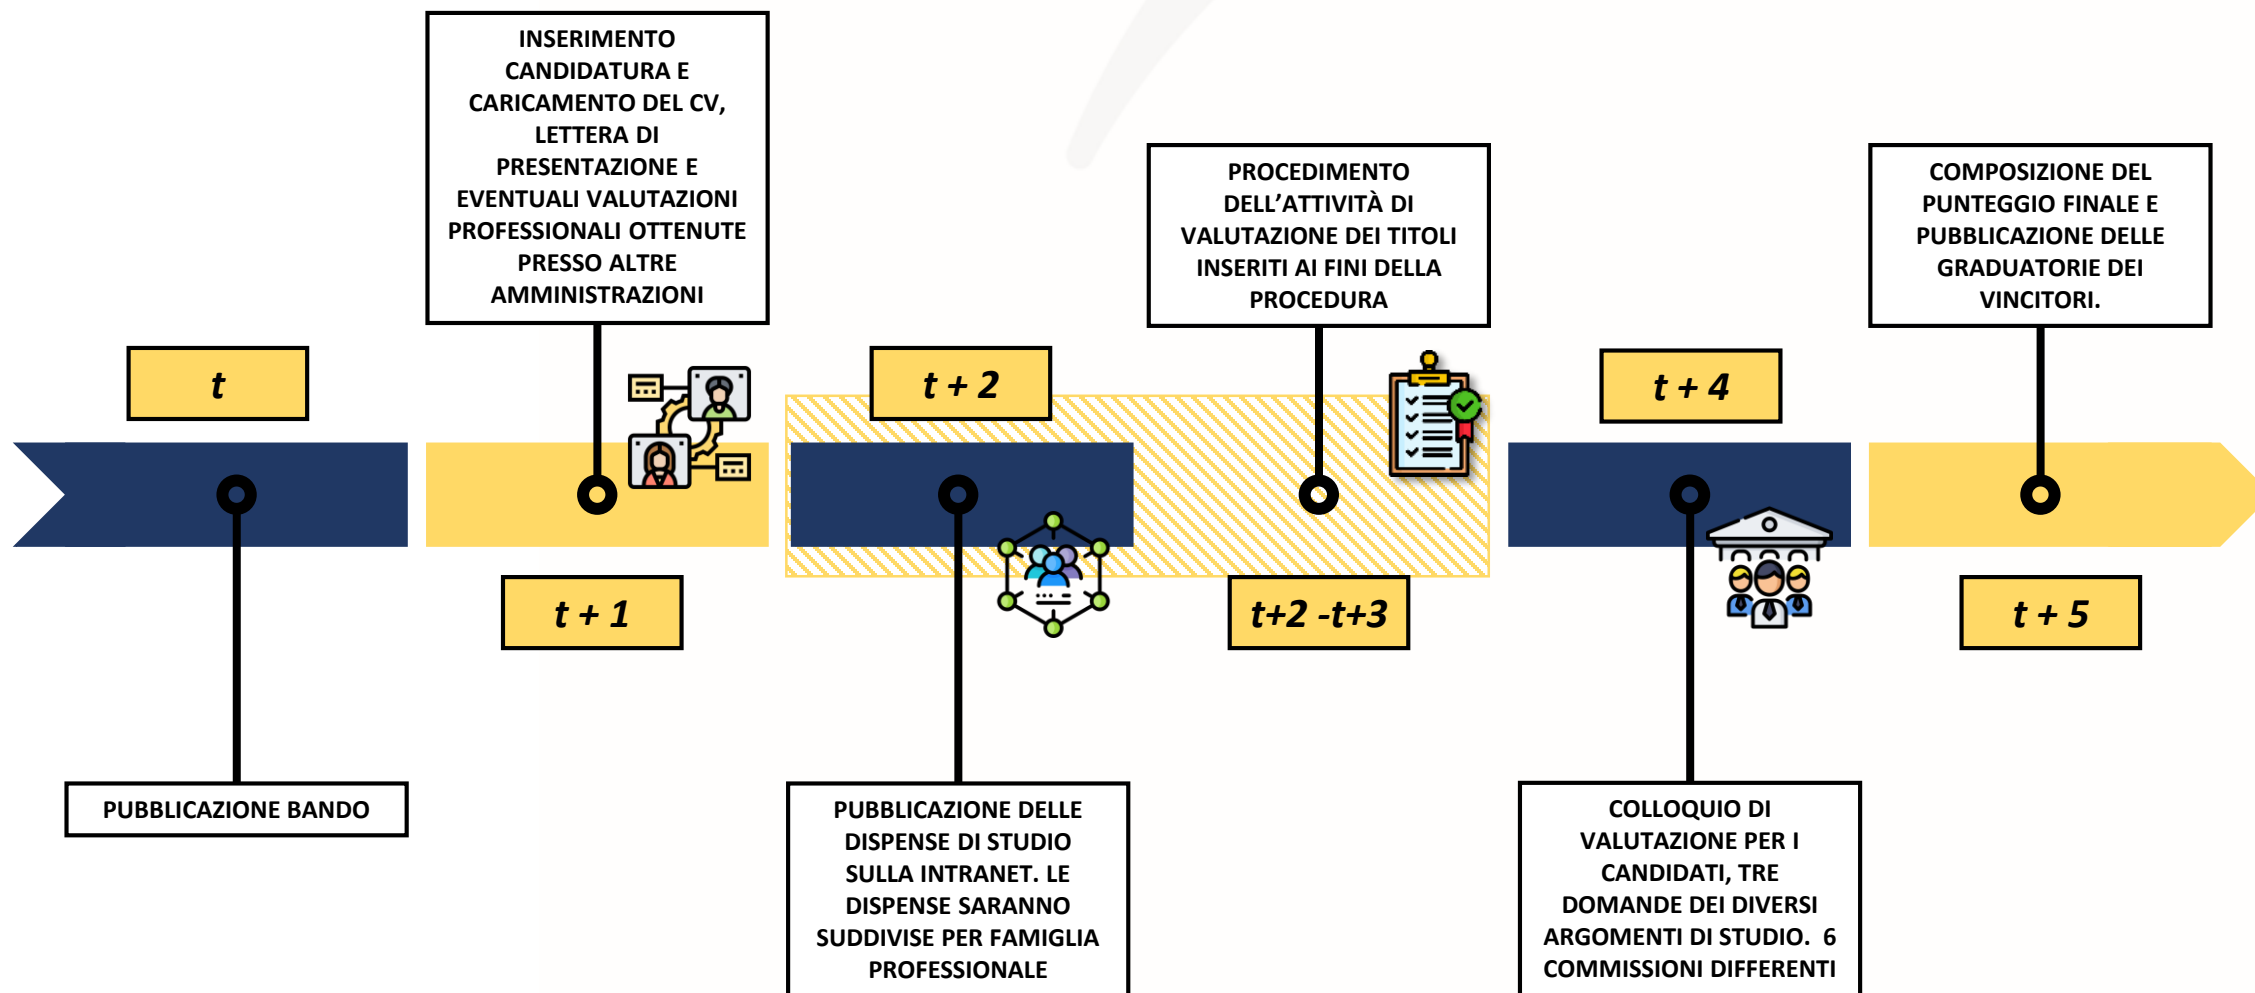 t
PUBBLICAZIONE BANDO
INSERIMENTO
CANDIDATURA E
CARICAMENTO DEL CV,
LETTERA DI
PRESENTAZIONE E
EVENTUALI VALUTAZIONI
PROFESSIONALI OTTENUTE
PRESSO ALTRE
AMMINISTRAZIONI
t + 1
t + 2
PUBBLICAZIONE DELLE
DISPENSE DI STUDIO
SULLA INTRANET. LE
DISPENSE SARANNO
SUDDIVISE PER FAMIGLIA
PROFESSIONALE
PROCEDIMENTO
DELL’ATTIVITÀ DI
VALUTAZIONE DEI TITOLI
INSERITI AI FINI DELLA
PROCEDURA
t+2 -t+3
t + 4
COLLOQUIO DI
VALUTAZIONE PER I
CANDIDATI, TRE
DOMANDE DEI DIVERSI
ARGOMENTI DI STUDIO.  6
COMMISSIONI DIFFERENTI
COMPOSIZIONE DEL
PUNTEGGIO FINALE E
PUBBLICAZIONE DELLE
GRADUATORIE DEI
VINCITORI.
t + 5